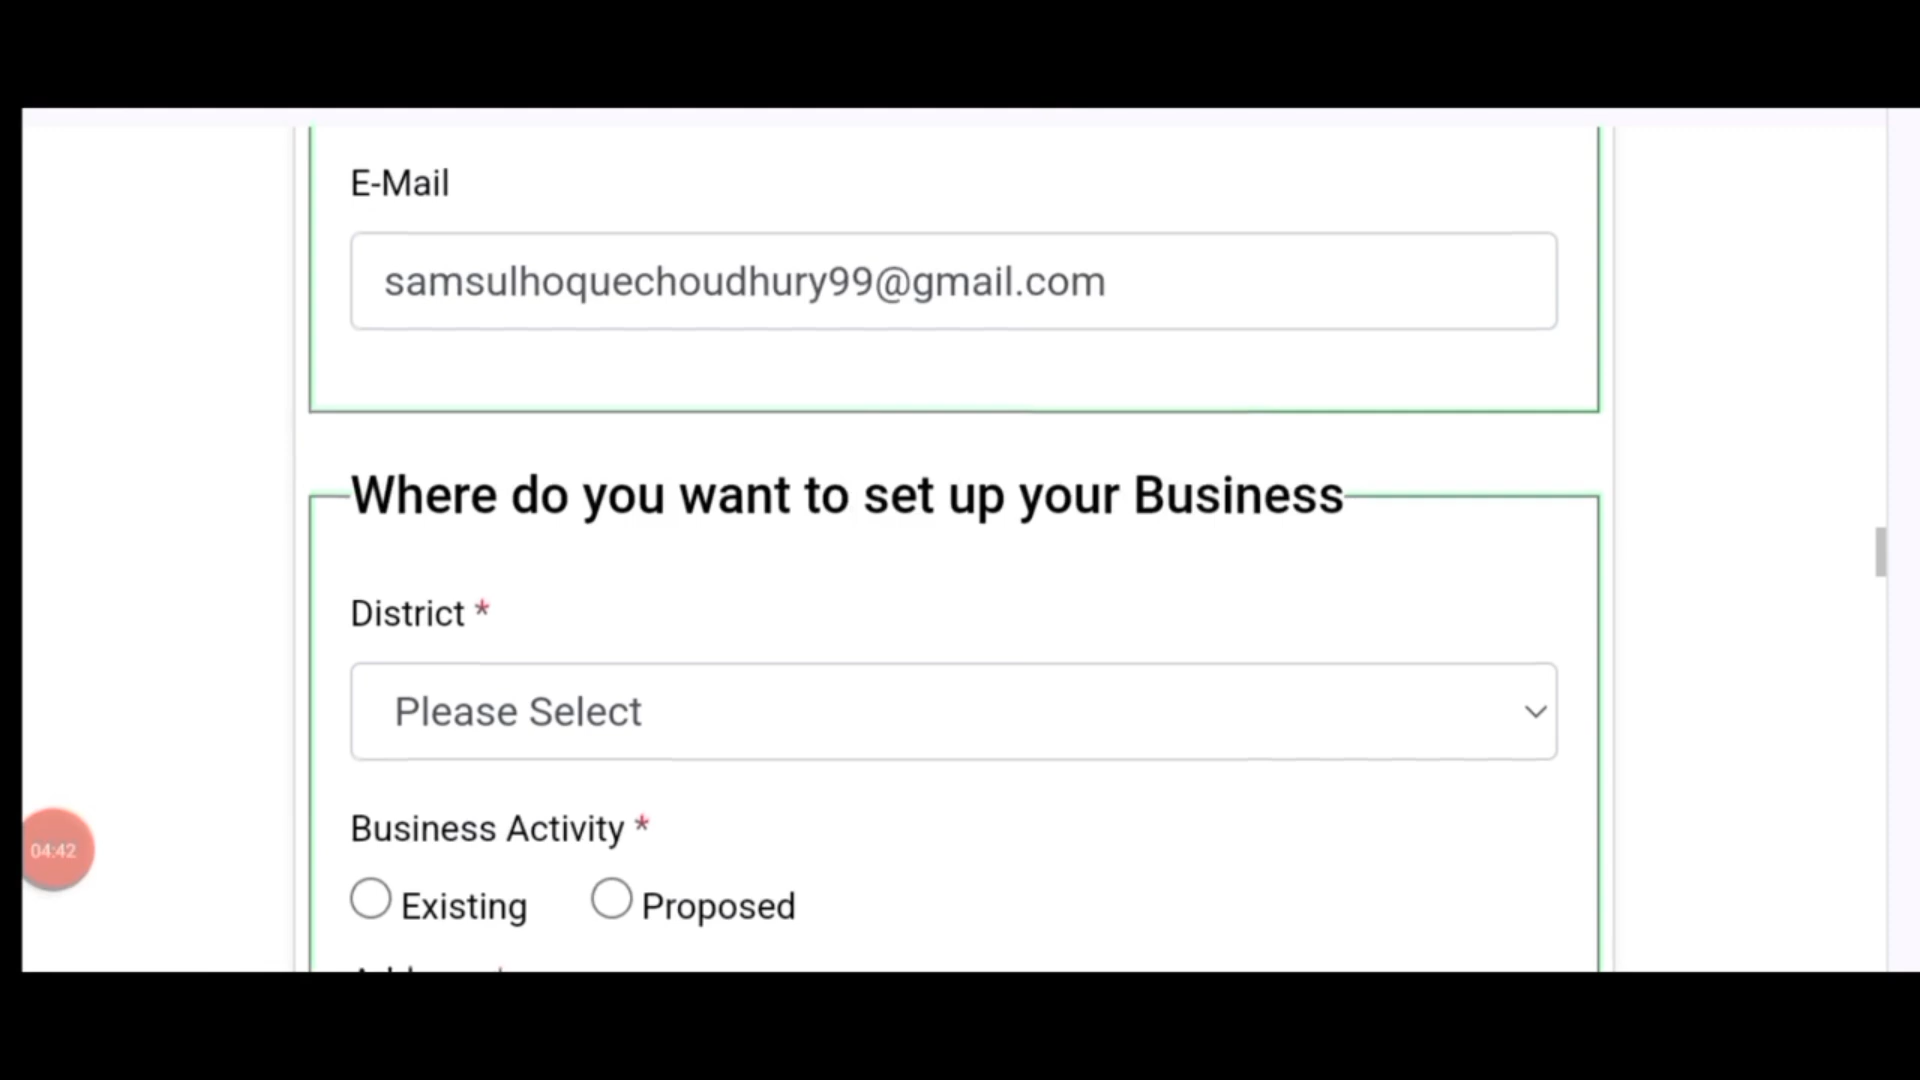 E-Mail
samsulhoquechoudhury99@gmail.com
Where do you want to set up your Business
District *
Please Select
Business Activity *
Existing Proposed
04:42